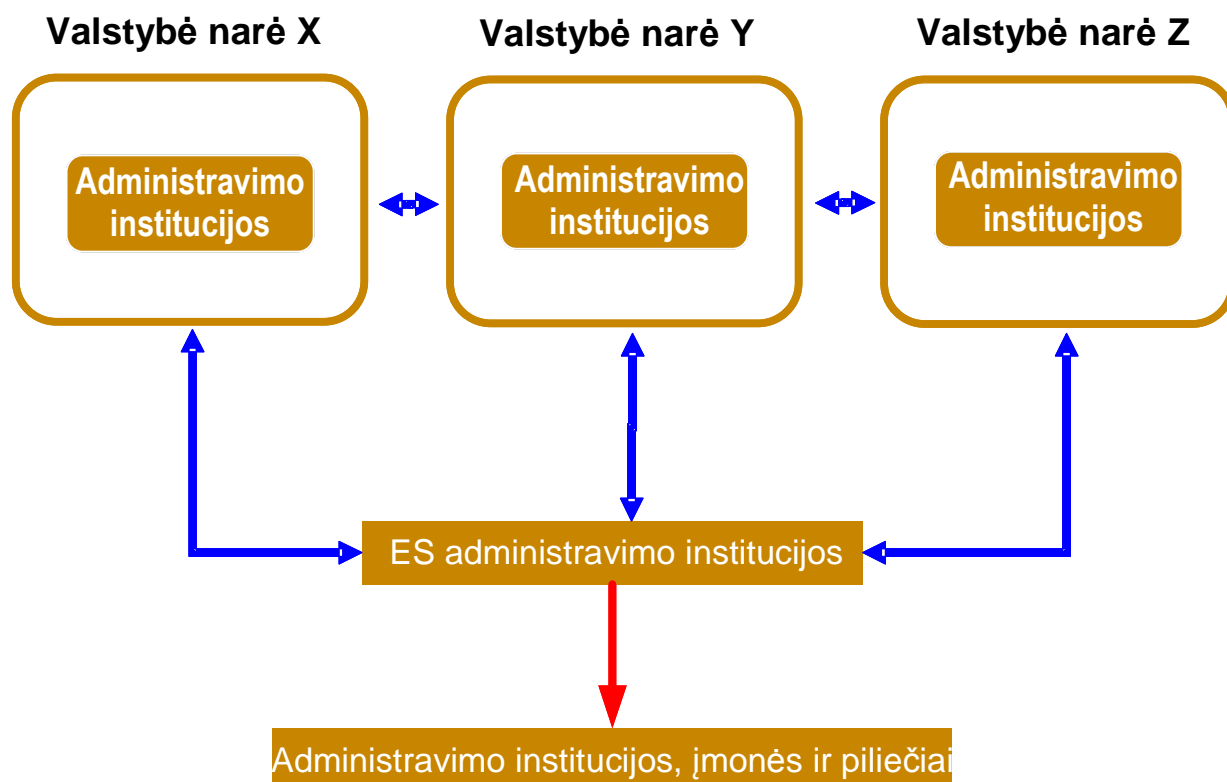 Valstybė narė X
Valstybė narė Y
Valstybė narė Z
Administravimo
institucijos
Administravimo
institucijos
Administravimo
institucijos
ES administravimo institucijos
Administravimo institucijos, įmonės ir piliečiai